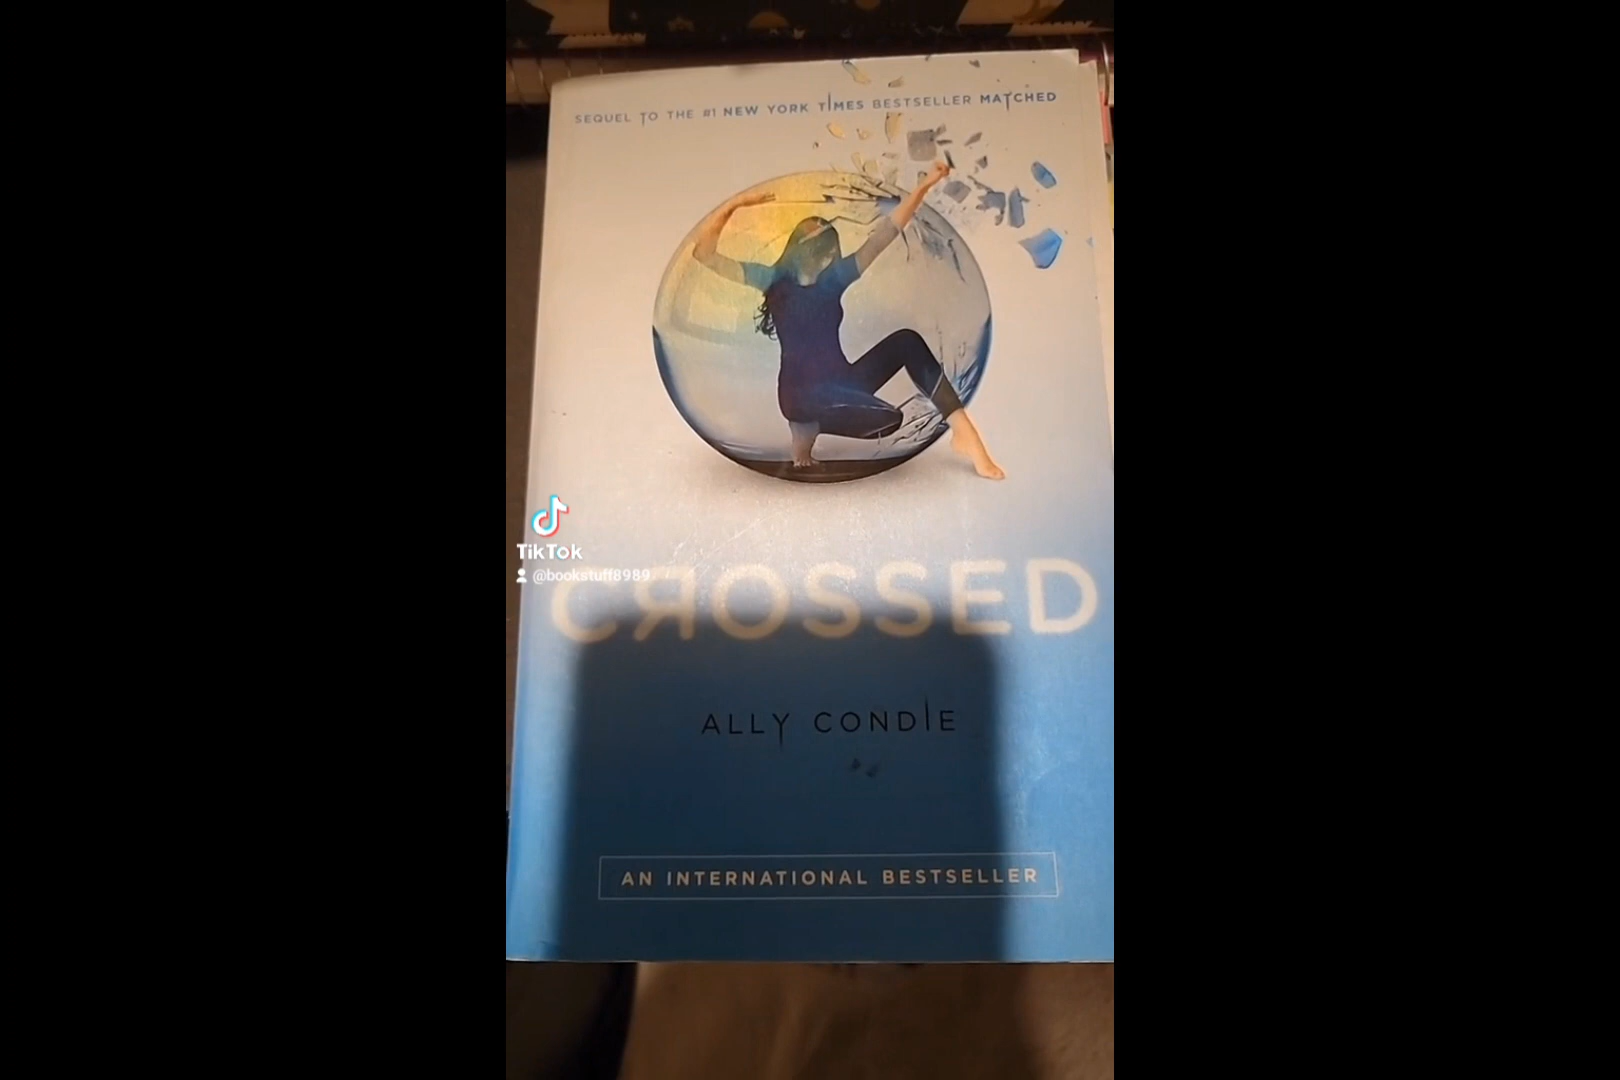 SEQUEL TO THE #1 NEW YORK TIMES BESTSELLER MATCHED
TikTok
@bookstuff8989
CROSSED
ALLY CONDIE
AN INTERNATIONAL BESTSELLER